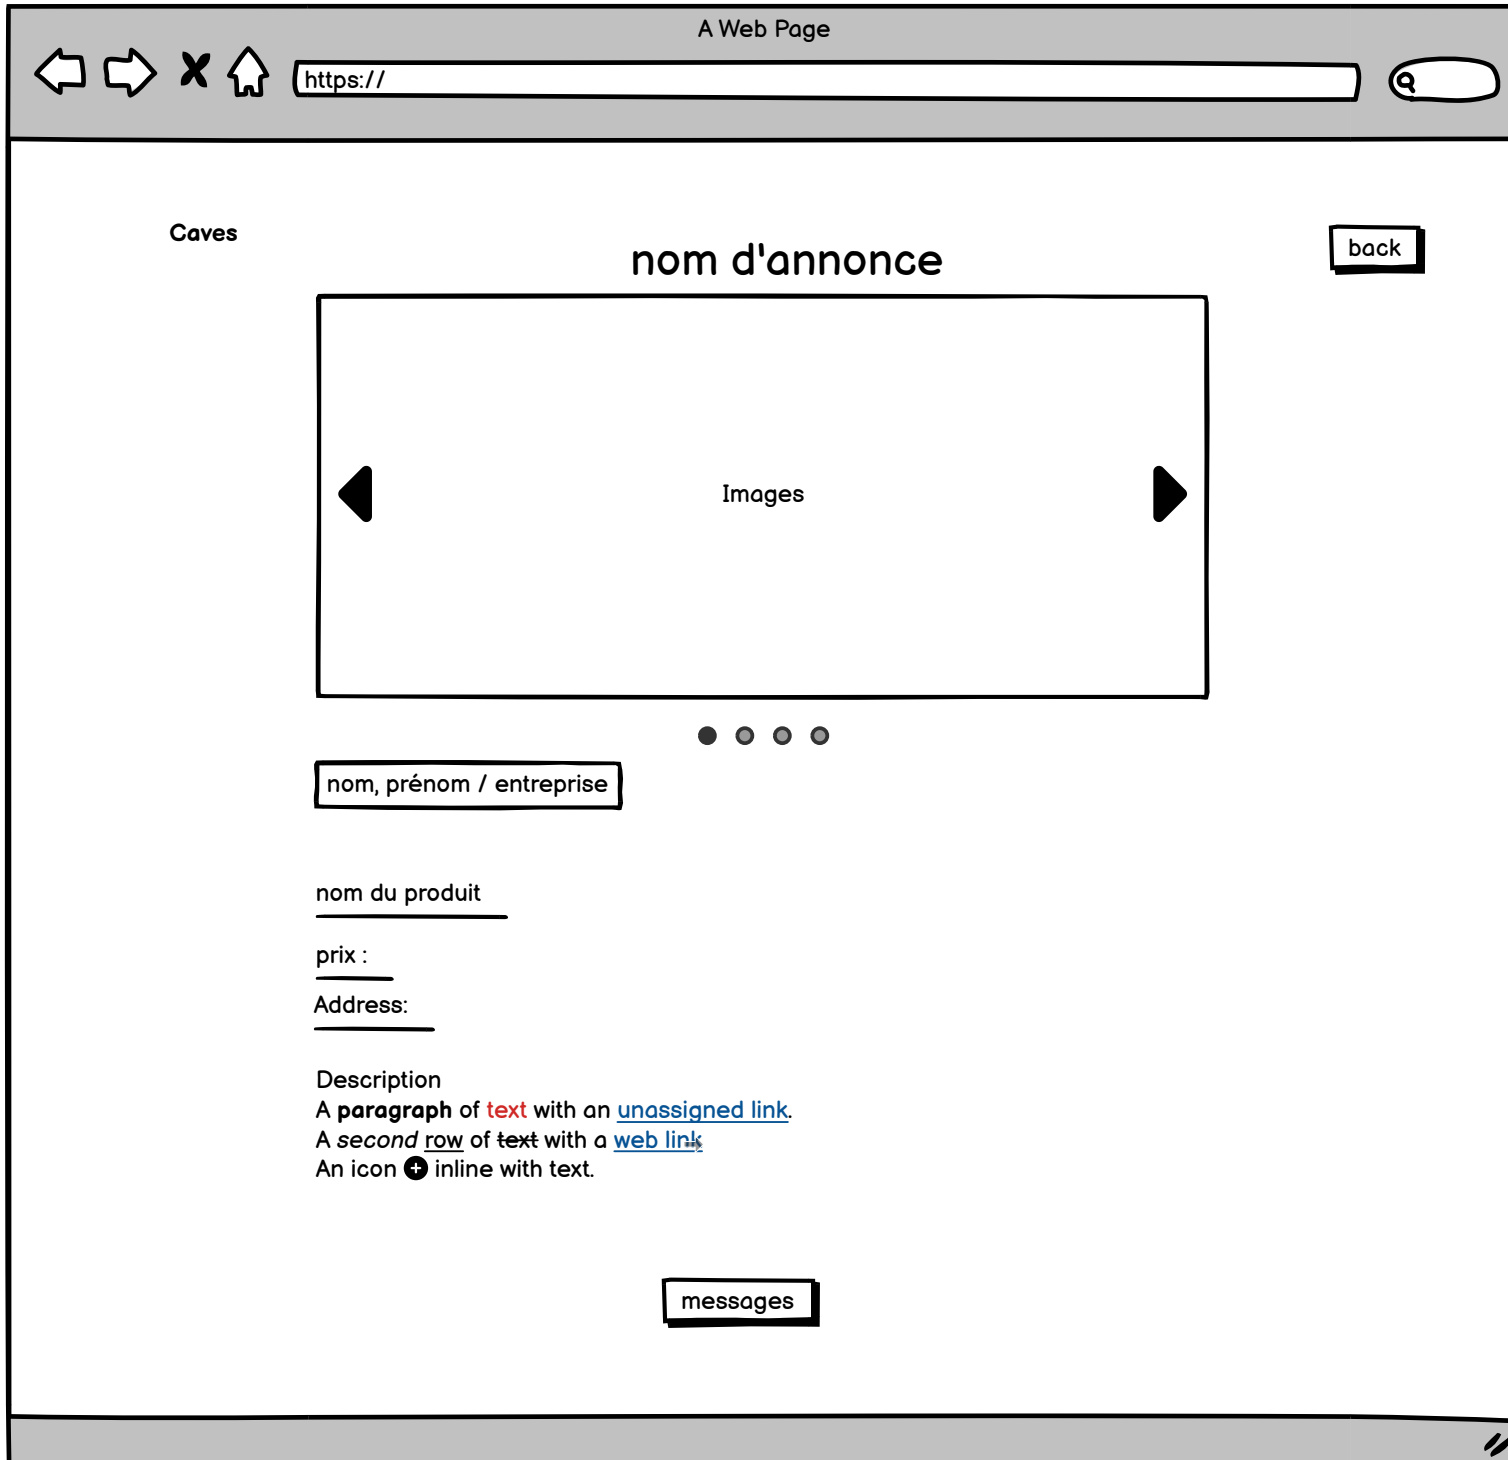 A Web Page
https://
Caves
nom d'annonce
back
Images
nom, prénom / entreprise
nom du produit
prix :
Address:
Description
A paragraph of text with an unassigned link.
A second row of text with a web link
An icon inline with text.
messages